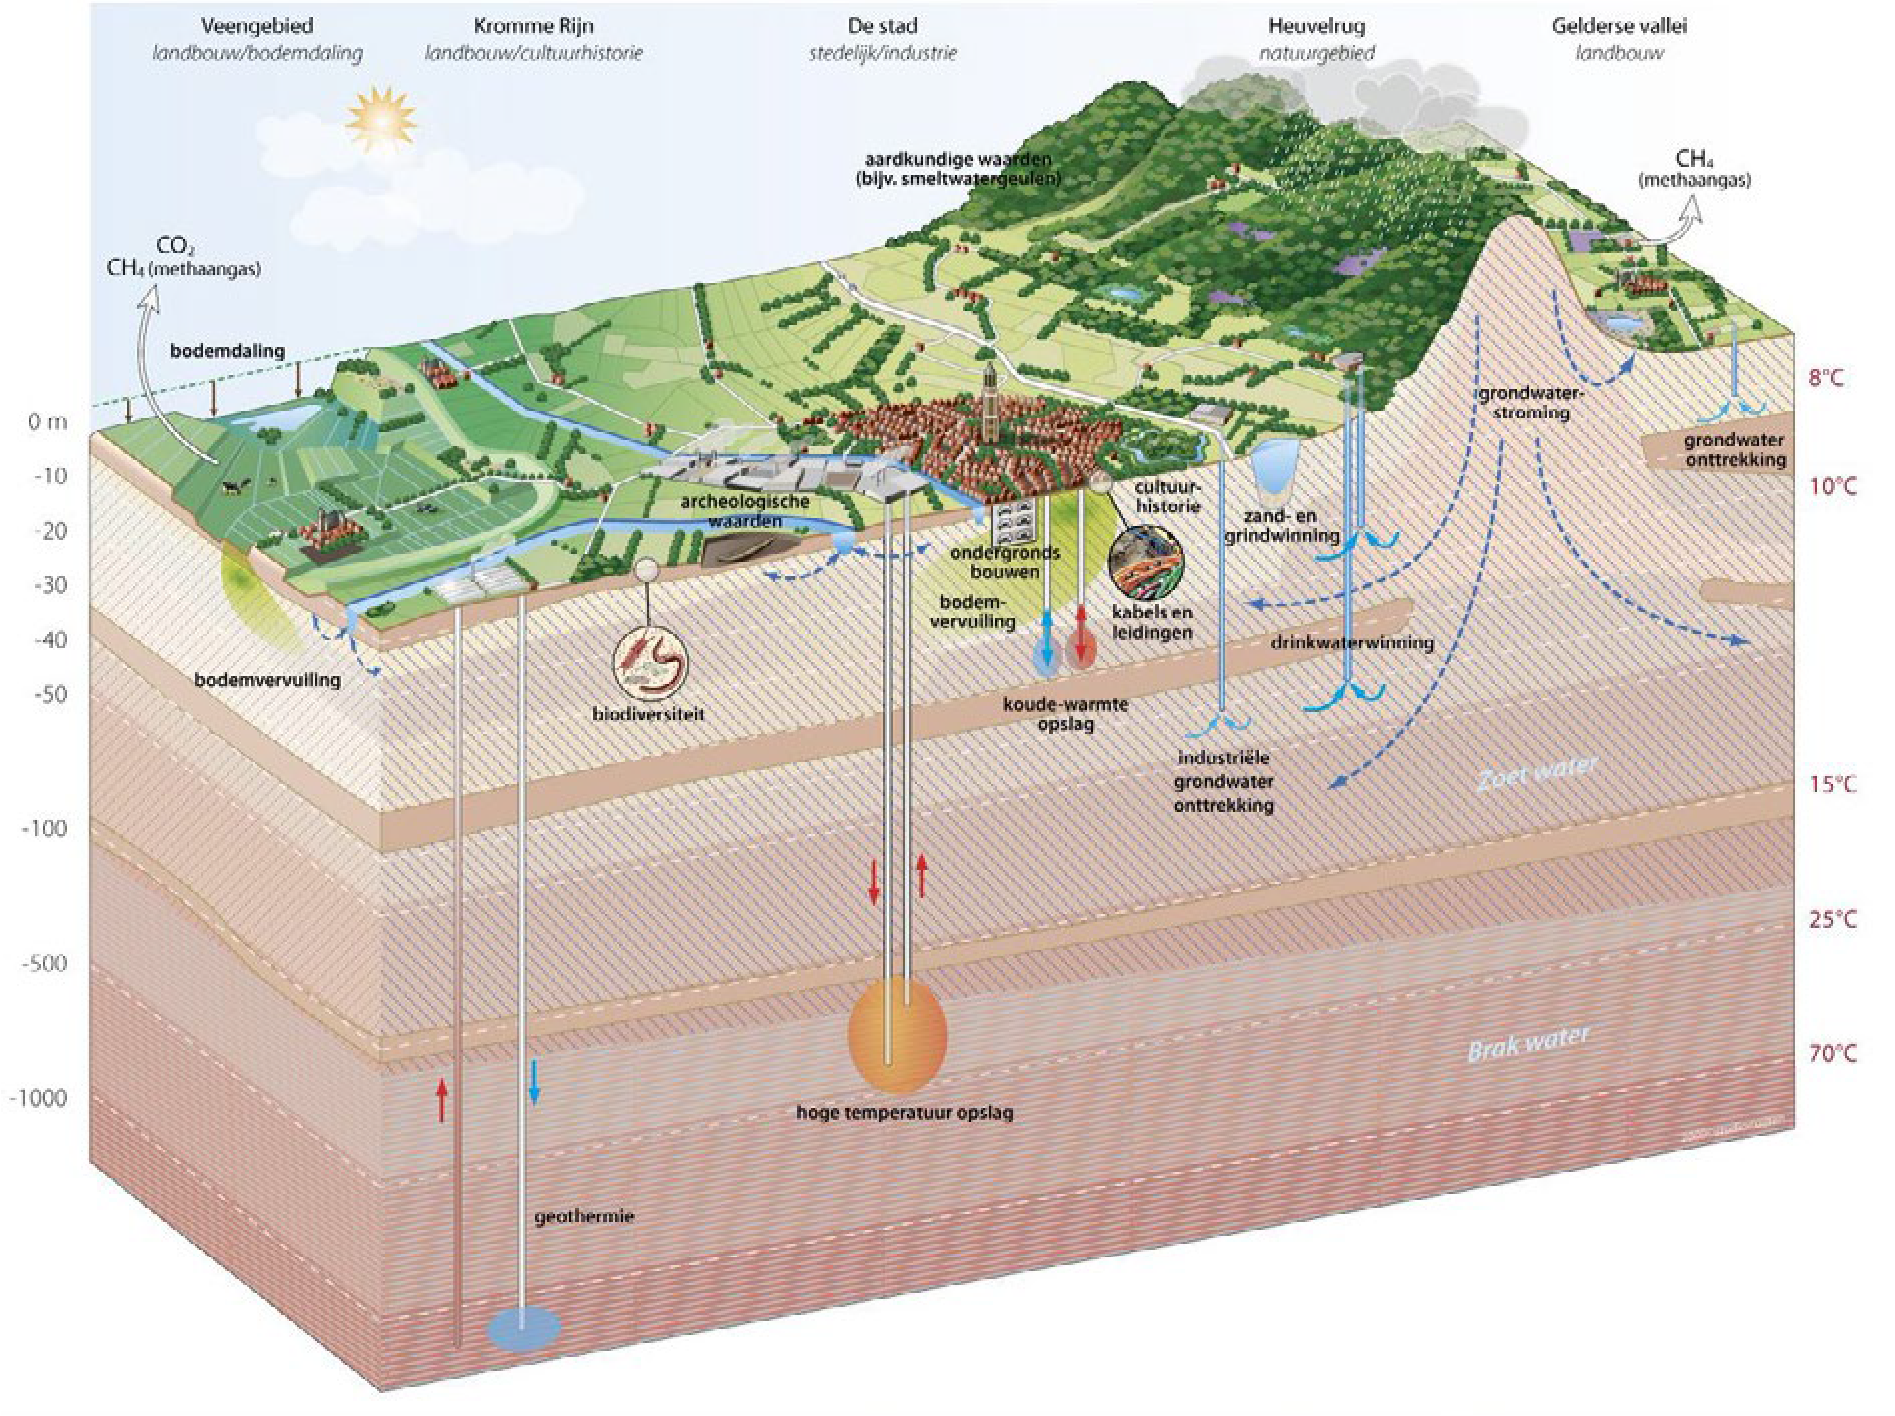 Veengebied
landbouw/bodemdaling
Kromme Rijn
landbouw/cultuurhistorie
De stad
stedelijk/industrie
Heuvelrug
natuurgebied
Gelderse vallei
landbouw
aardkundige waarden
(bijv. smeltwatergeulen)
CH₄
(methaangas)
CO₂
CH₄ (methaangas)
bodemdaling
0 m
-10
-20
-30
-40
-50
-100
-500
-1000
8°C
10°C
15°C
25°C
70°C
grondwater-
stroming
grondwater
onttrekking
archeologische
waarden
cultuur-
historie
zand- en
grindwinning
ondergronds
bouwen
bodem-
vervuiling
kabels en
leidingen
drinkwaterwinning
bodemvervuiling
biodiversiteit
koude-warmte
opslag
industriële
grondwater
onttrekking
Zoet water
Brak water
hoge temperatuur opslag
geothermie